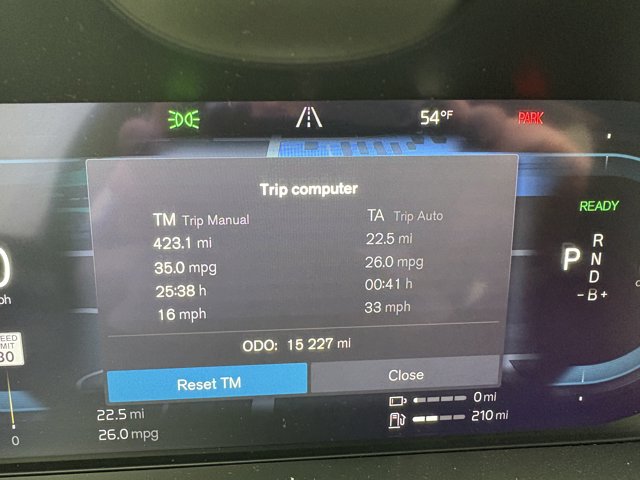 54°F PARK
Trip computer
TM Trip Manual TA Trip Auto
423.1 mi 22.5 mi
35.0 mpg 26.0 mpg
25:38 h 00:41 h
16 mph 33 mph
ODO: 15 227 mi
Reset TM Close
READY
R
P N
D
-B+
22.5 mi 0 mi
26.0 mpg 210 mi
0